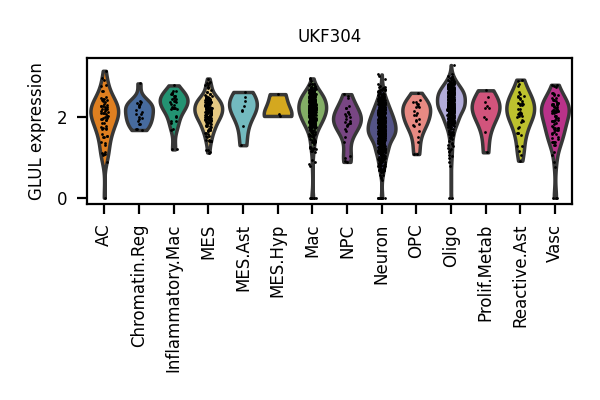 UKF304
GLUL expression
2
0
AC
Chromatin.Reg
Inflammatory.Mac
MES
MES.Ast
MES.Hyp
Mac
NPC
Neuron
OPC
Oligo
Prolif.Metab
Reactive.Ast
Vasc